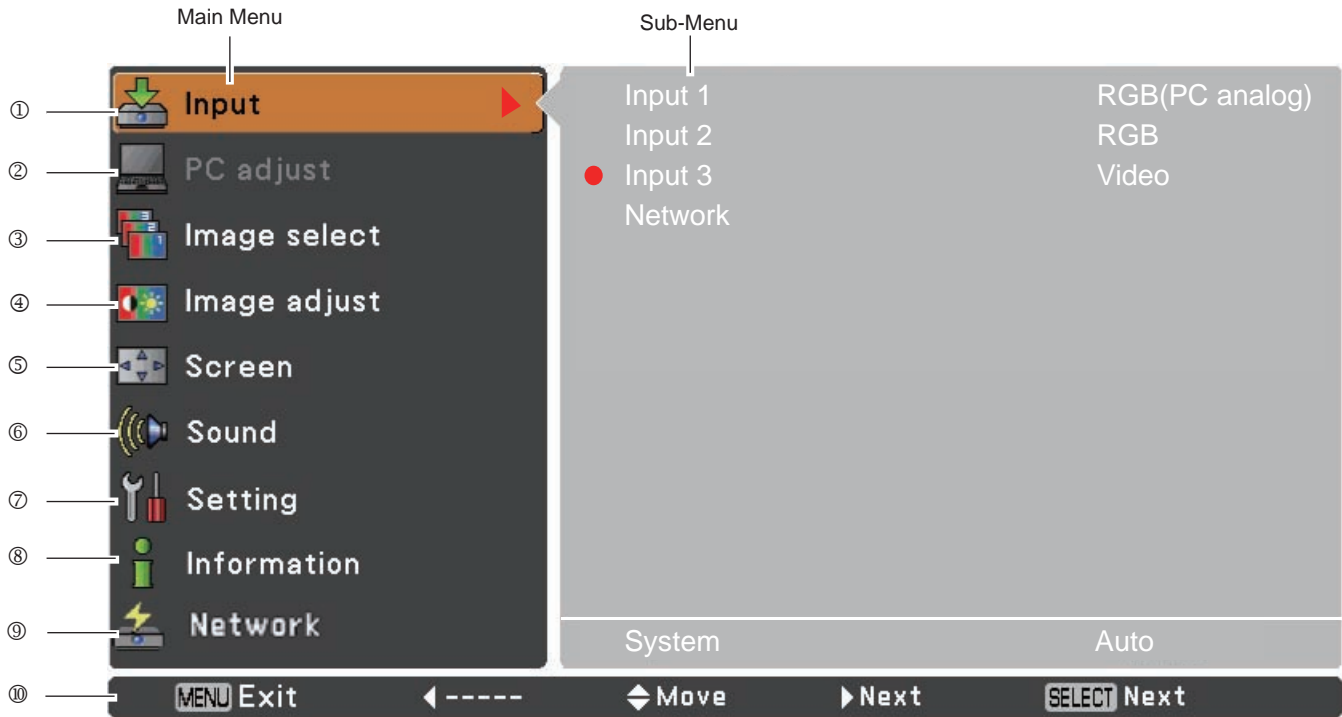 Main Menu
Sub-Menu
① Input
Input 1 RGB(PC analog)
Input 2 RGB
② PC adjust
Input 3 Video
Network
③ Image select
④ Image adjust
⑤ Screen
⑥ Sound
⑦ Setting
⑧ Information
⑨ Network
System Auto
⑩ MENU Exit ----- Move Next SELECT Next